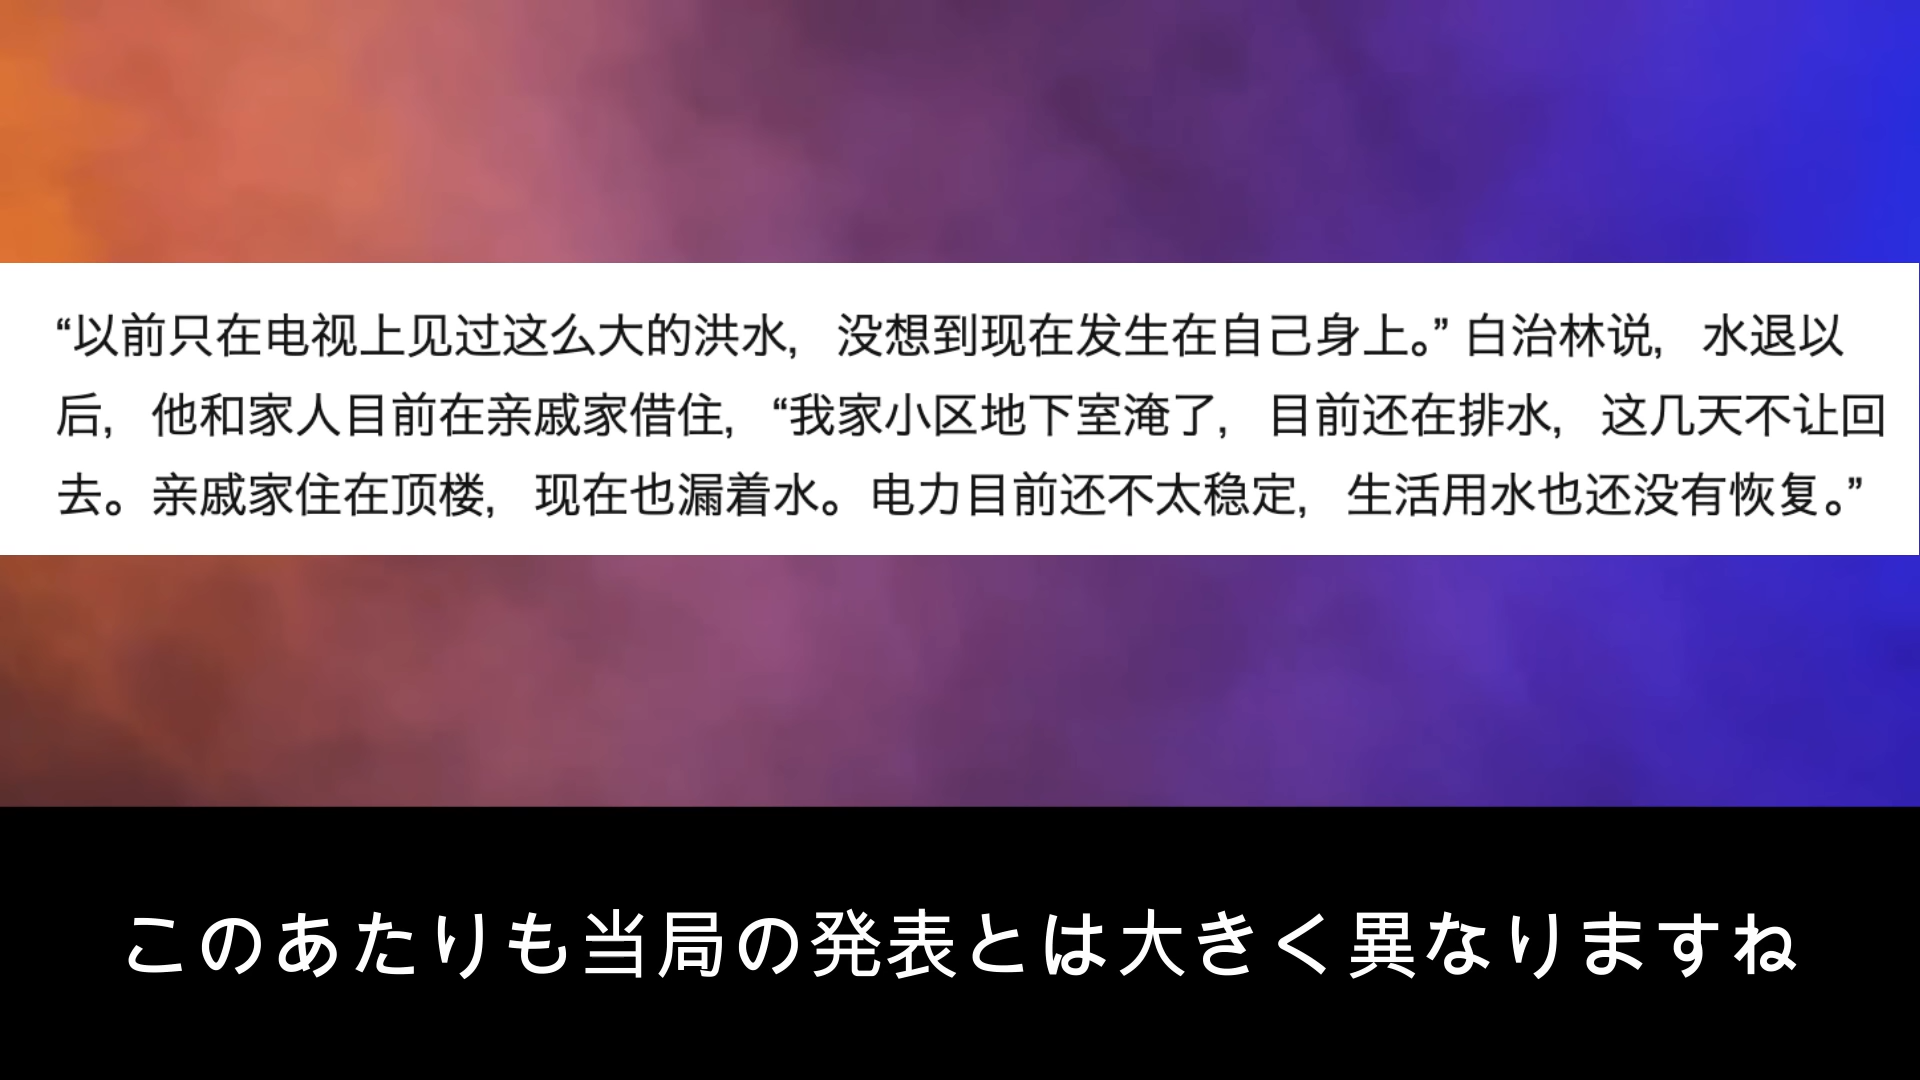 “以前只在电视上见过这么大的洪水，没想到现在发生在自己身上。” 白治林说，水退以
后，他和家人目前在亲戚家借住，“我家小区地下室淹了，目前还在排水，这几天不让回
去。亲戚家住在顶楼，现在也漏着水。电力目前还不太稳定，生活用水也还没有恢复。”
このあたりも当局の発表とは大きく異なりますね